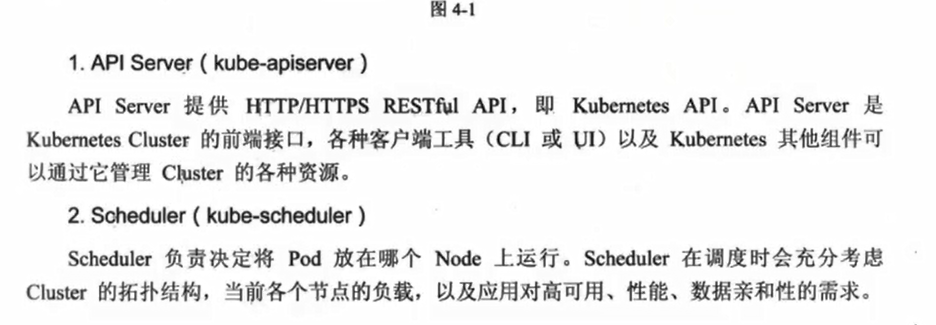 图 4-1
1. API Server（kube-apiserver）
API Server 提供 HTTP/HTTPS RESTful API，即 Kubernetes API。API Server 是
Kubernetes Cluster 的前端接口，各种客户端工具（CLI 或 UI）以及 Kubernetes 其他组件可
以通过它管理 Cluster 的各种资源。
2. Scheduler（kube-scheduler）
Scheduler 负责决定将 Pod 放在哪个 Node 上运行。Scheduler 在调度时会充分考虑
Cluster 的拓扑结构，当前各个节点的负载，以及应用对高可用、性能、数据亲和性的需求。